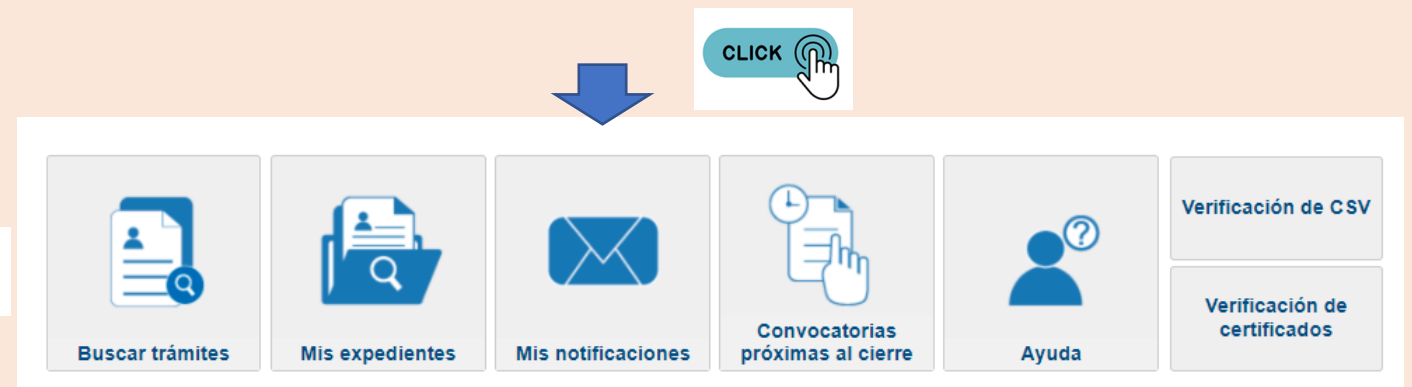 CLICK
Buscar trámites
Mis expedientes
Mis notificaciones
Convocatorias
próximas al cierre
Ayuda
Verificación de CSV
Verificación de
certificados